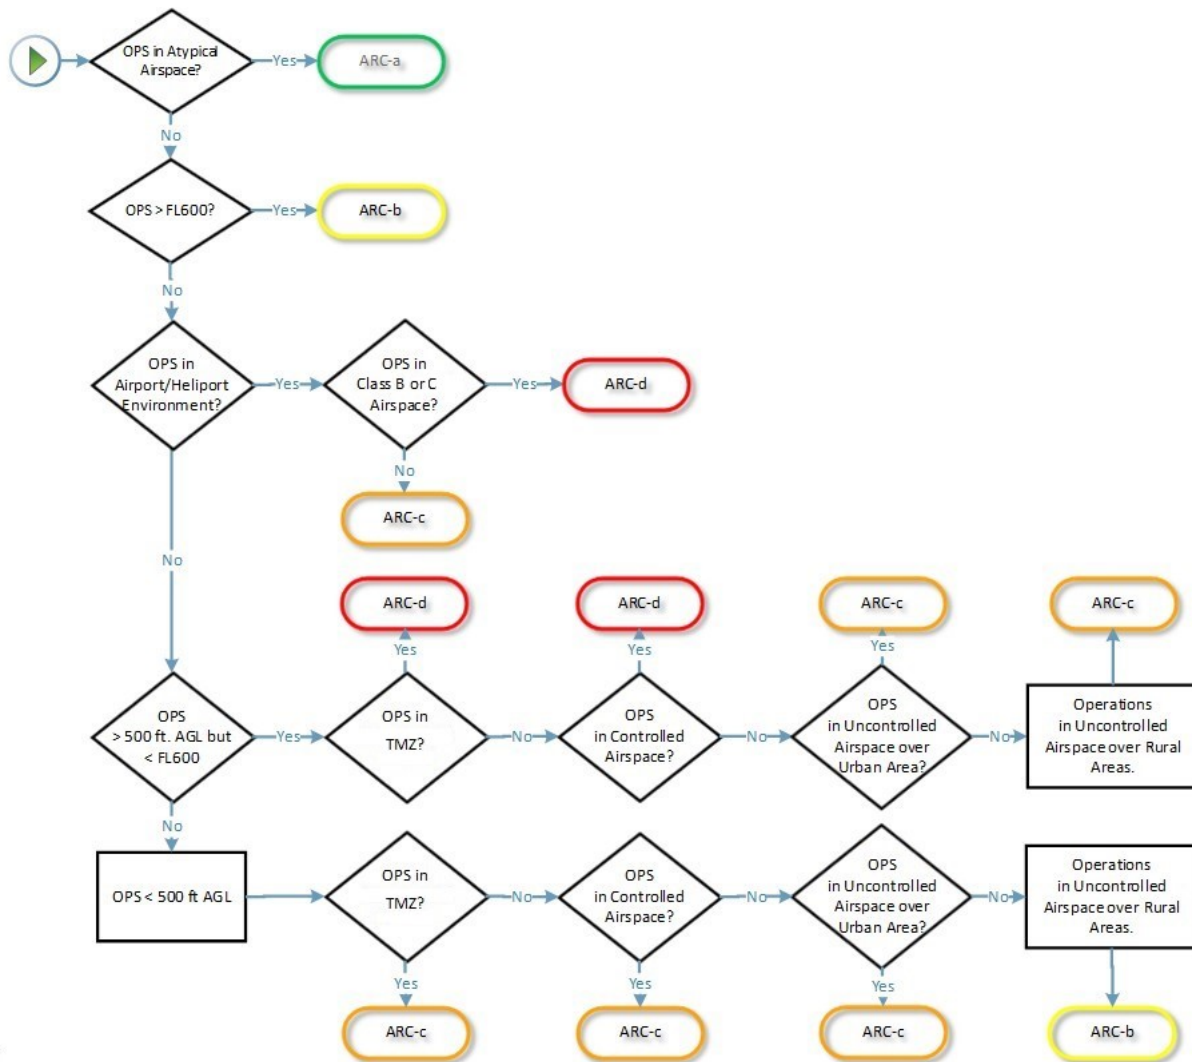 OPS in Atypical
Airspace?
Yes
ARC-a
No
OPS > FL600?
Yes
ARC-b
No
OPS in
Airport/Heliport
Environment?
Yes
OPS in
Class B or C
Airspace?
Yes
ARC-d
No
ARC-c
No
ARC-d
ARC-d
ARC-c
ARC-c
Yes
Yes
Yes
OPS
> 500 ft. AGL but
< FL600
Yes
OPS in
TMZ?
No
OPS
in Controlled
Airspace?
No
OPS
in Uncontrolled
Airspace over
Urban Area?
No
Operations
in Uncontrolled
Airspace over Rural
Areas.
No
OPS < 500 ft AGL
OPS in
TMZ?
No
OPS
in Controlled
Airspace?
No
OPS
in Uncontrolled
Airspace over
Urban Area?
No
Operations
in Uncontrolled
Airspace over Rural
Areas.
Yes
Yes
Yes
ARC-c
ARC-c
ARC-c
ARC-b